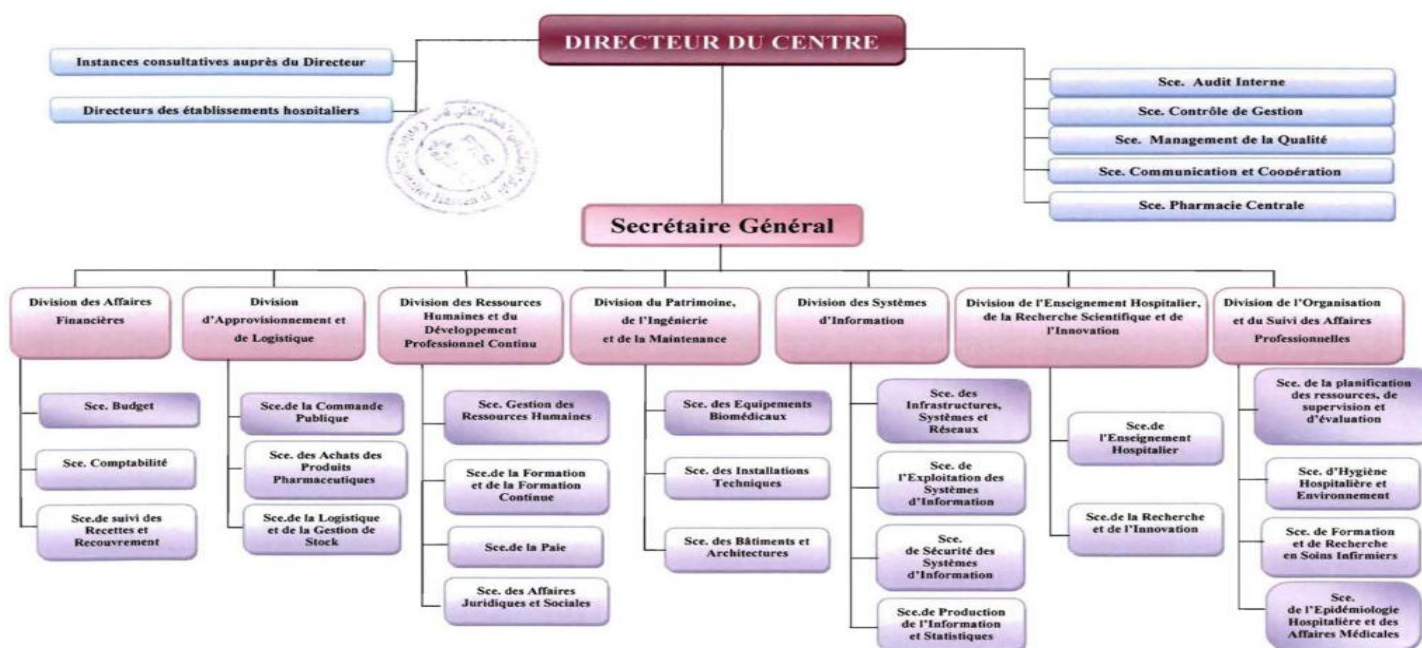 DIRECTEUR DU CENTRE
Instances consultatives auprès du Directeur
Directeurs des établissements hospitaliers
Sce. Audit Interne
Sce. Contrôle de Gestion
Sce. Management de la Qualité
Sce. Communication et Coopération
Sce. Pharmacie Centrale
FES
Secrétaire Général
Division des Affaires
Financières
Sce. Budget
Sce. Comptabilité
Sce.de suivi des
Recettes et
Recouvrement
Division
d'Approvisionnement et
de Logistique
Sce.de la Commande
Publique
Sce. des Achats des
Produits
Pharmaceutiques
Sce.de la Logistique
et de la Gestion de
Stock
Division des Ressources
Humaines et du
Développement
Professionnel Continu
Sce. Gestion des
Ressources Humaines
Sce.de la Formation
et de la Formation
Continue
Sce.de la Paie
Sce. des Affaires
Juridiques et Sociales
Division du Patrimoine,
de l'Ingénierie
et de la Maintenance
Sce. des Equipements
Biomédicaux
Sce. des Installations
Techniques
Sce. des Bâtiments et
Architectures
Division des Systèmes
d'Information
Sce. des
Infrastructures,
Systèmes et
Réseaux
Sce. de
l'Exploitation des
Systèmes
d'Information
Sce.
de Sécurité des
Systèmes
d'Information
Sce.de Production
de l'Information
et Statistiques
Division de l'Enseignement Hospitalier,
de la Recherche Scientifique et de
l'Innovation
Sce.de
l'Enseignement
Hospitalier
Sce.de la Recherche
et de l'Innovation
Division de l'Organisation
et du Suivi des Affaires
Professionnelles
Sce. de la planification
des ressources, de
supervision et
d'évaluation
Sce. d'Hygiène
Hospitalière et
Environnement
Sce. de Formation
et de Recherche
en Soins Infirmiers
Sce.
de l'Epidémiologie
Hospitalière et des
Affaires Médicales